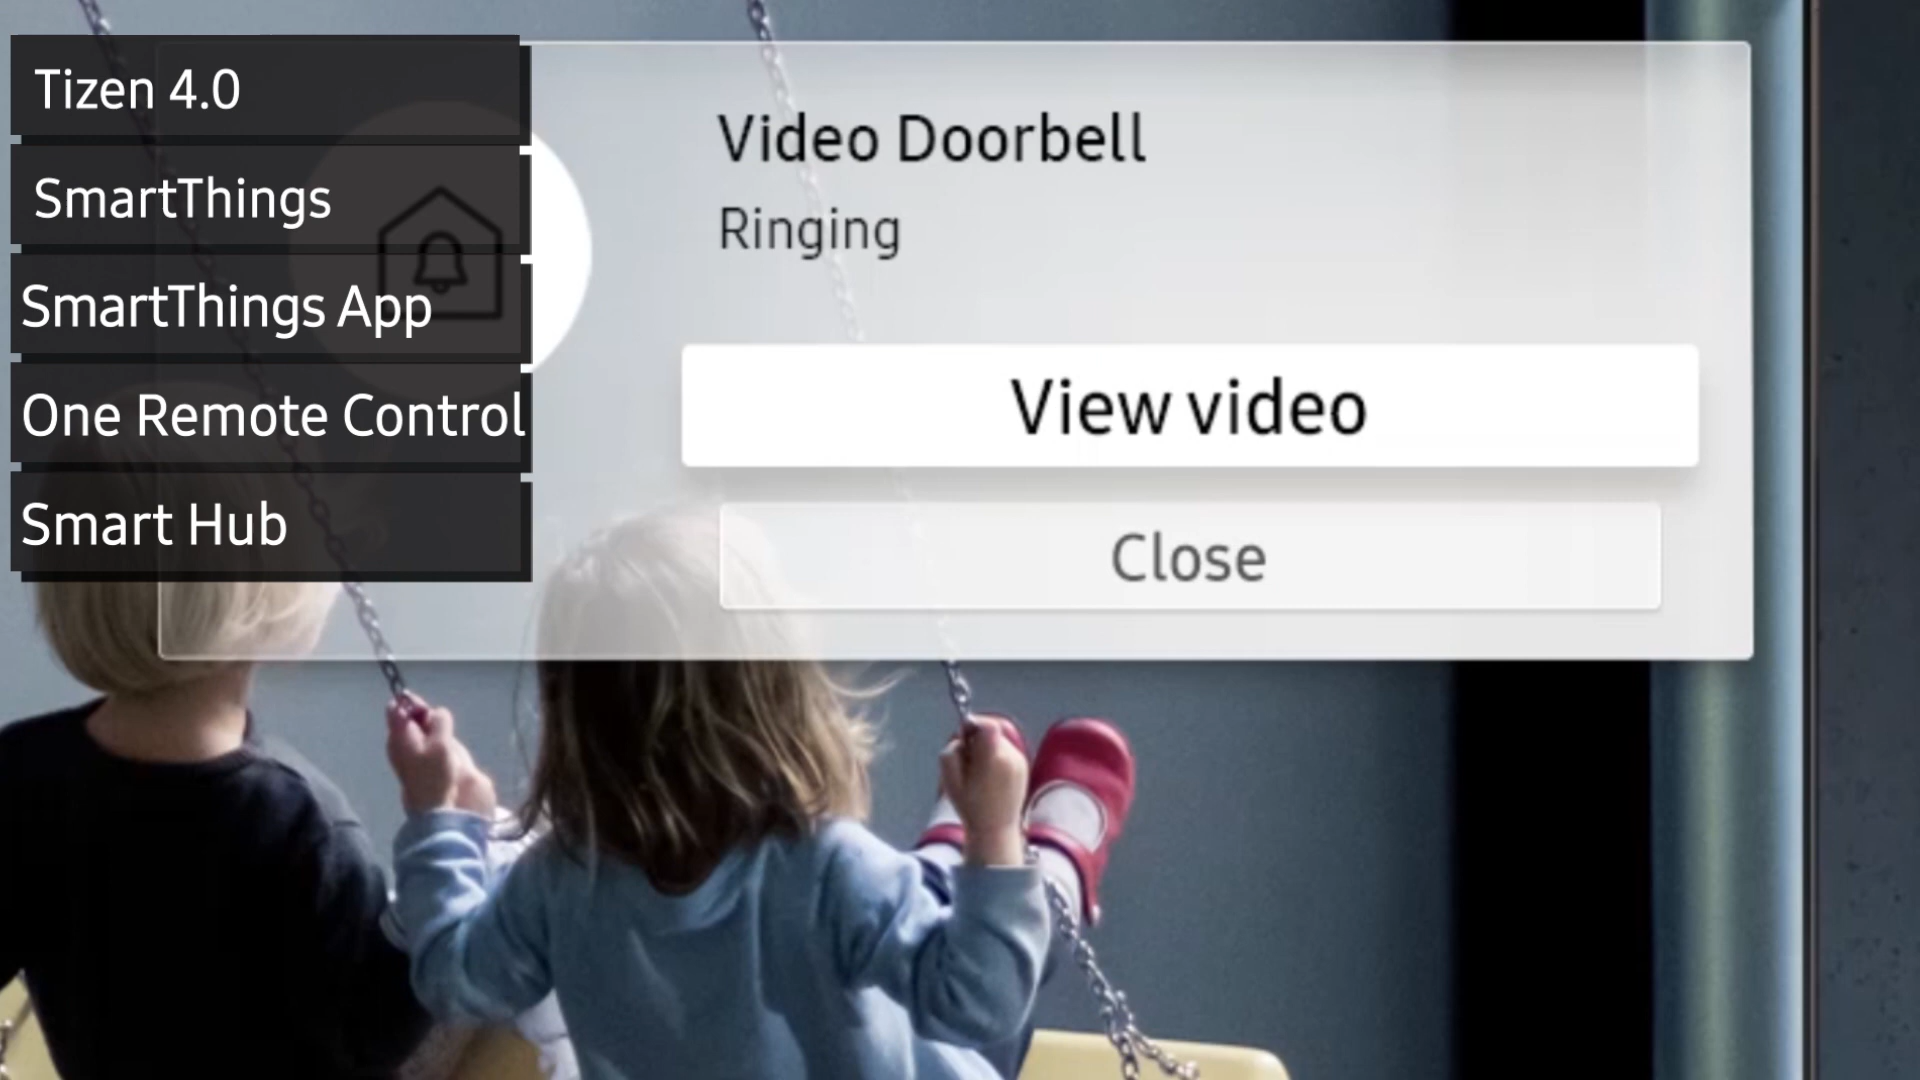 Tizen 4.0
SmartThings
SmartThings App
One Remote Control
Smart Hub
Video Doorbell
Ringing
View video
Close